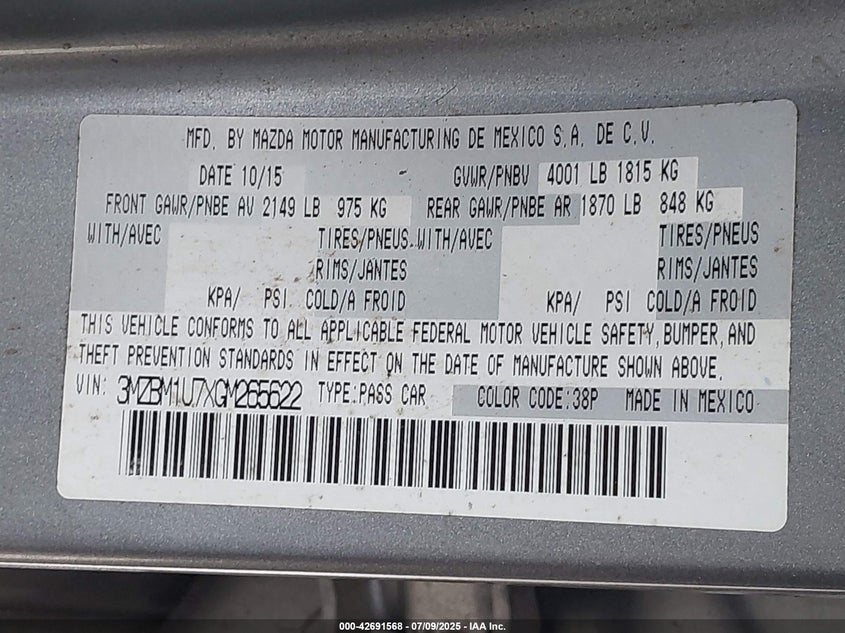 MFD. BY MAZDA MOTOR MANUFACTURING DE MEXICO S.A. DE C.V.
DATE 10/15 GVWR/PNBV 4001 LB 1815 KG
FRONT GAWR/PNBE AV 2149 LB 975 KG REAR GAWR/PNBE AR 1870 LB 848 KG
WITH/AVEC TIRES/PNEUS WITH/AVEC TIRES/PNEUS
RIMS/JANTES RIMS/JANTES
KPA/ PSI COLD/A FROID KPA/ PSI COLD/A FROID
THIS VEHICLE CONFORMS TO ALL APPLICABLE FEDERAL MOTOR VEHICLE SAFETY, BUMPER, AND
THEFT PREVENTION STANDARDS IN EFFECT ON THE DATE OF MANUFACTURE SHOWN ABOVE.
VIN: 3MZBM1U7XGM265622 TYPE:PASS CAR COLOR CODE:38P MADE IN MEXICO
000-42691568 | 07/09/2025 | IAA Inc.